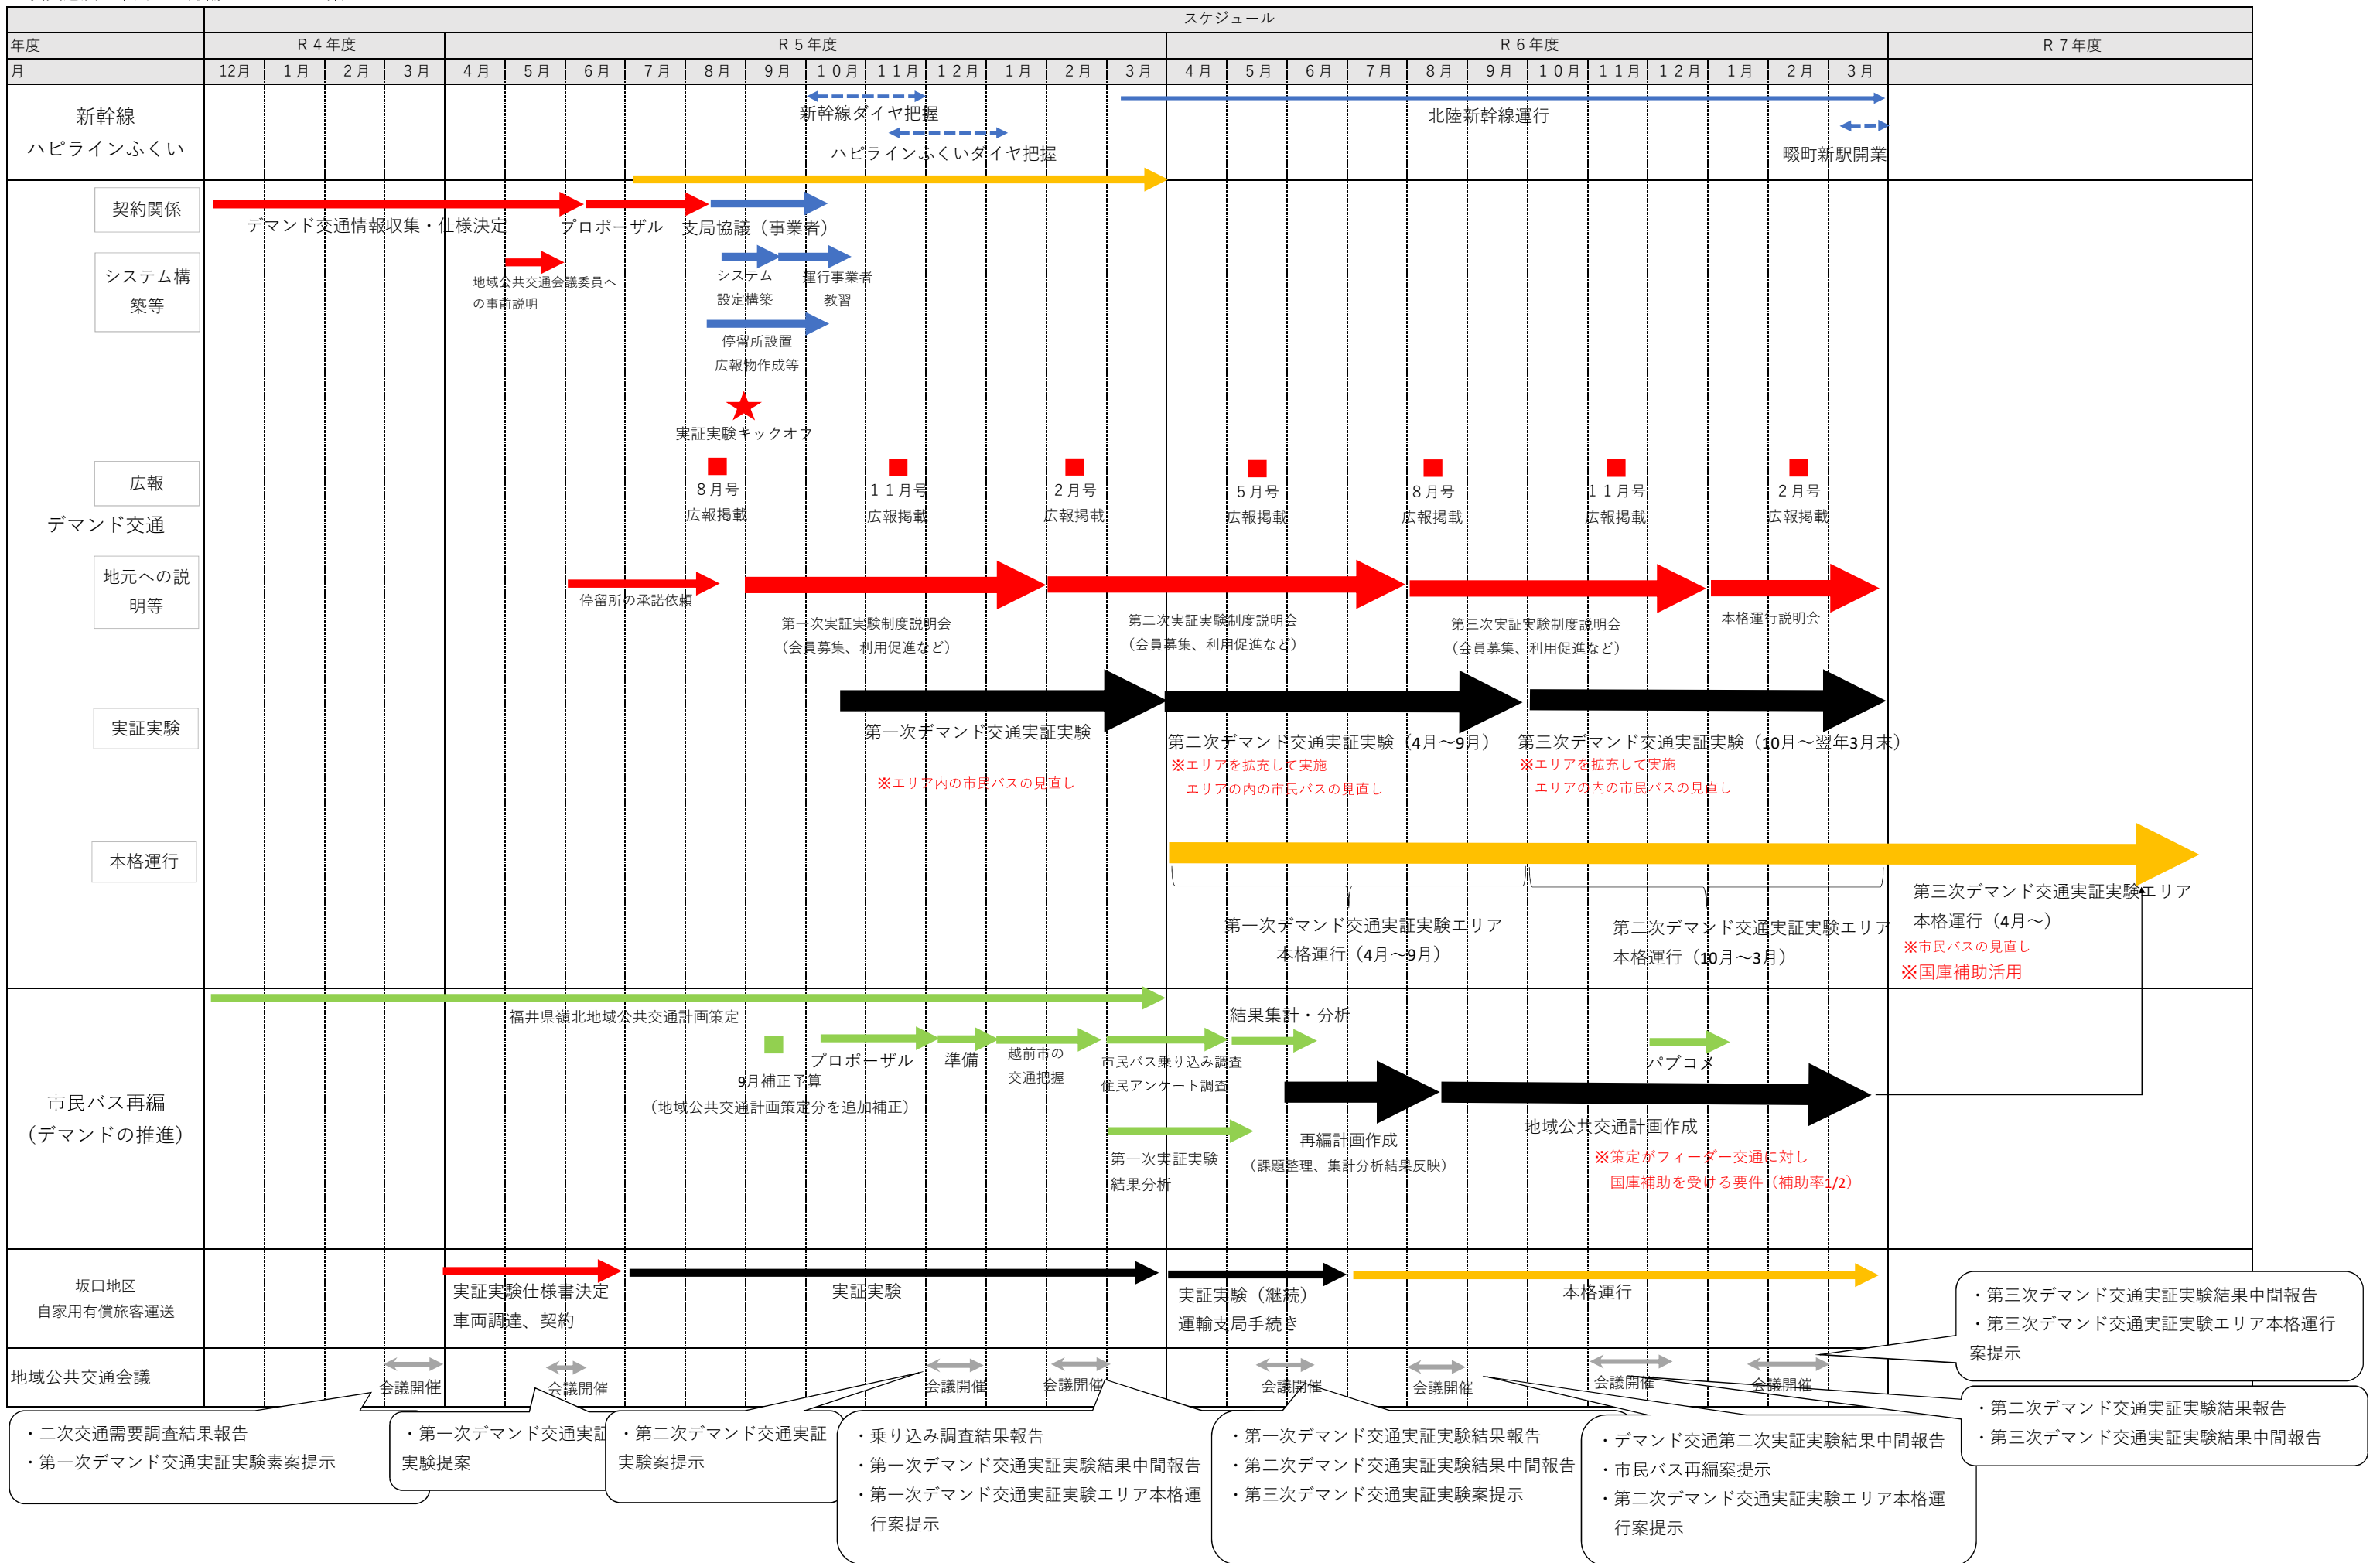 スケジュール
年度
Ｒ４年度
Ｒ５年度
Ｒ６年度
Ｒ７年度
月
12月 １月 ２月 ３月 ４月 ５月 ６月 ７月 ８月 ９月 １０月 １１月 １２月 １月 ２月 ３月 ４月 ５月 ６月 ７月 ８月 ９月 １０月 １１月 １２月 １月 ２月 ３月
新幹線
ハピラインふくい
新幹線ダイヤ把握
ハピラインふくいダイヤ把握
北陸新幹線運行
畷町新駅開業
デマンド交通
契約関係
デマンド交通情報収集・仕様決定
プロポーザル
支局協議（事業者）
システム構
築等
地域公共交通会議委員へ
の事前説明
システム
設定構築
運行事業者
教習
停留所設置
広報物作成等
実証実験キックオフ
広報
８月号
広報掲載
１１月号
広報掲載
２月号
広報掲載
５月号
広報掲載
８月号
広報掲載
１１月号
広報掲載
２月号
広報掲載
地元への説
明等
停留所の承諾依頼
第一次実証実験制度説明会
（会員募集、利用促進など）
第二次実証実験制度説明会
（会員募集、利用促進など）
第三次実証実験制度説明会
（会員募集、利用促進など）
本格運行説明会
実証実験
第一次デマンド交通実証実験
※エリア内の市民バスの見直し
第二次デマンド交通実証実験（4月～9月）
※エリアを拡充して実施
エリアの内の市民バスの見直し
第三次デマンド交通実証実験（10月～翌年3月末）
※エリアを拡充して実施
エリアの内の市民バスの見直し
本格運行
第一次デマンド交通実証実験エリア
本格運行（4月～9月）
第二次デマンド交通実証実験エリア
本格運行（10月～3月）
第三次デマンド交通実証実験エリア
本格運行（4月～）
※市民バスの見直し
※国庫補助活用
市民バス再編
（デマンドの推進）
福井県嶺北地域公共交通計画策定
9月補正予算
（地域公共交通計画策定分を追加補正）
プロポーザル
準備
越前市の
交通把握
市民バス乗り込み調査
住民アンケート調査
結果集計・分析
第一次実証実験
結果分析
再編計画作成
（課題整理、集計分析結果反映）
パブコメ
地域公共交通計画作成
※策定がフィーダー交通に対し
国庫補助を受ける要件（補助率1/2）
坂口地区
自家用有償旅客運送
実証実験仕様書決定
車両調達、契約
実証実験
実証実験（継続）
運輸支局手続き
本格運行
地域公共交通会議
会議開催
会議開催
会議開催
会議開催
会議開催
会議開催
会議開催
会議開催
・二次交通需要調査結果報告
・第一次デマンド交通実証実験素案提示
・第一次デマンド交通実証
実験提案
・第二次デマンド交通実証
実験案提示
・乗り込み調査結果報告
・第一次デマンド交通実証実験結果中間報告
・第一次デマンド交通実証実験エリア本格運
行案提示
・第一次デマンド交通実証実験結果報告
・第二次デマンド交通実証実験結果中間報告
・第三次デマンド交通実証実験案提示
・デマンド交通第二次実証実験結果中間報告
・市民バス再編案提示
・第二次デマンド交通実証実験エリア本格運
行案提示
・第二次デマンド交通実証実験結果報告
・第三次デマンド交通実証実験結果中間報告
・第三次デマンド交通実証実験結果中間報告
・第三次デマンド交通実証実験エリア本格運行
案提示